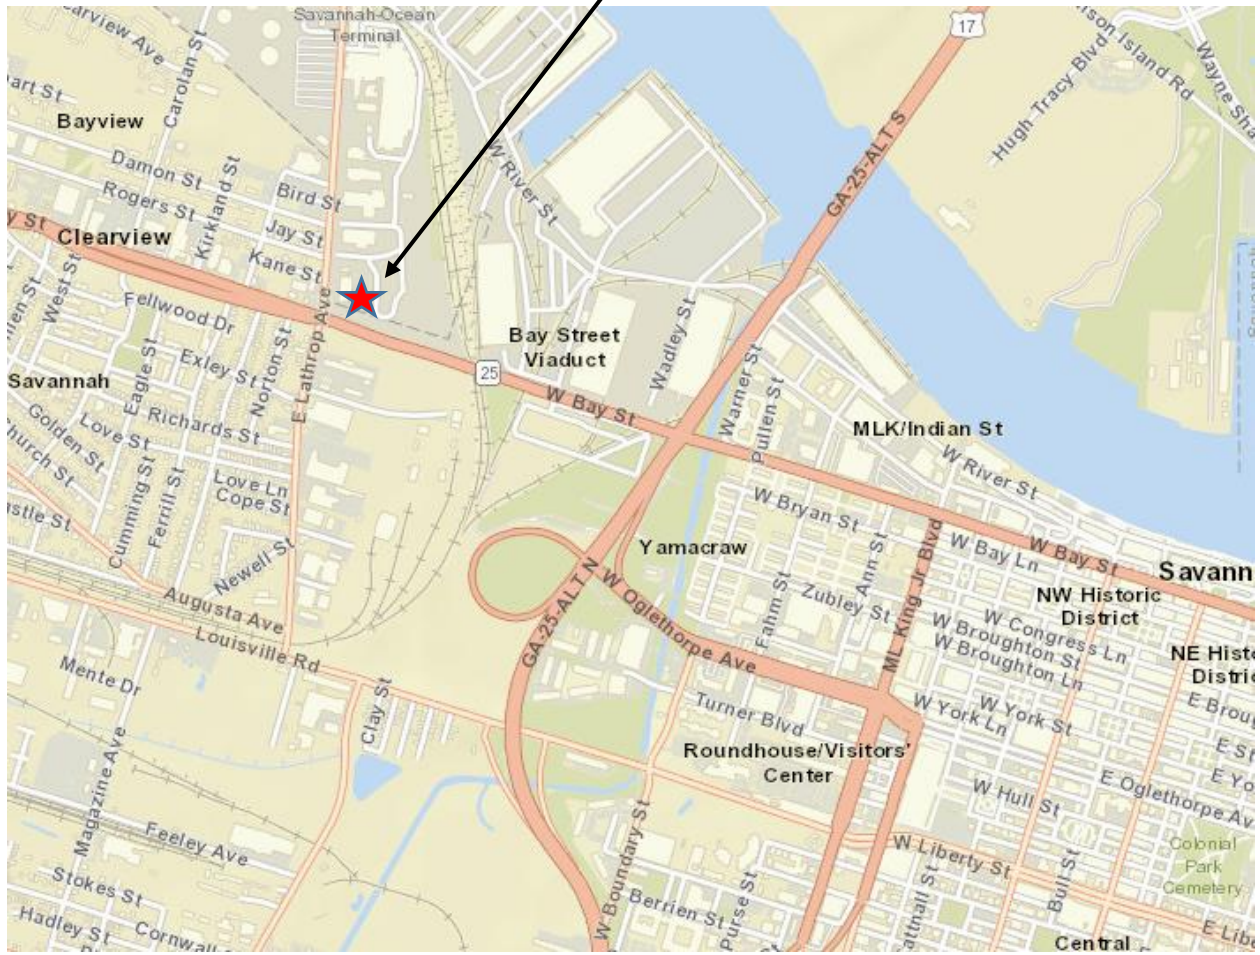 Savannah-Ocean
Terminal
17
Hugh Tracy Blvd
Carolan St
Bayview
Damon St
Rogers St
Kirkland St
Bird St
Jay St
Kane St
W River St
GA-25-ALT S
Clearview
West St
Fellwood Dr
Exley St
Eagle St
Norton St
E Lathrop Ave
Savannah
Richards St
Love St
Golden St
Cumming St
Ferrill St
Love Ln
Cope St
Newell St
Bay Street
Viaduct
25
Wadley St
W Bay St
Warner St
Pullen St
MLK/Indian St
W River St
W Bryan St
Yamacraw
Ann St
ML King Jr Blvd
W Bay Ln
W Bay St
NW Historic
District
Zubley St
Fahm St
W Congress Ln
W Broughton St
W Broughton Ln
W York St
W York Ln
Augusta Ave
Louisville Rd
GA-25-ALT N
W Oglethorpe Ave
Mente Dr
Clay St
Magazine Ave
Turner Blvd
Roundhouse/Visitors'
Center
W Hull St
E Oglethorpe Av
Feeley Ave
Stokes St
Hadley St
W Boundary St
Berrien St
Purse St
W Liberty St
Bull St
Colonial
Park
Cemetery
Central